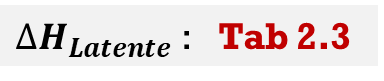 ΔH_Latente : Tab 2.3